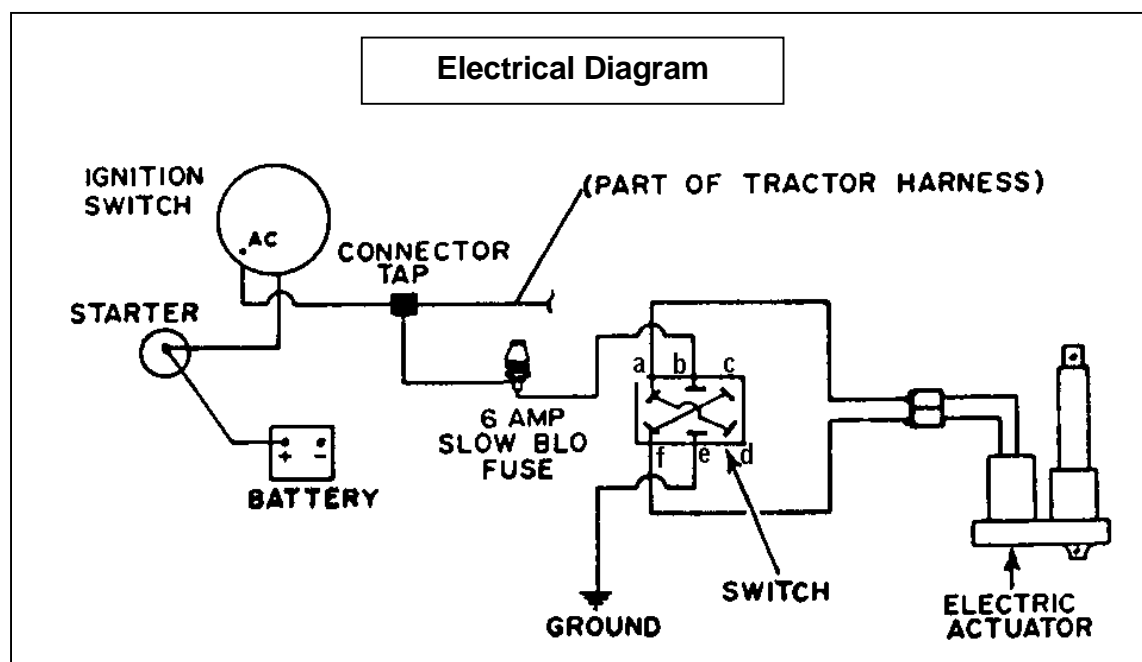 Electrical Diagram
IGNITION
SWITCH
AC
(PART OF TRACTOR HARNESS)
CONNECTOR
TAP
STARTER
a b c
6 AMP
SLOW BLO
FUSE
f e d
+ -
BATTERY
SWITCH
GROUND
ELECTRIC
ACTUATOR